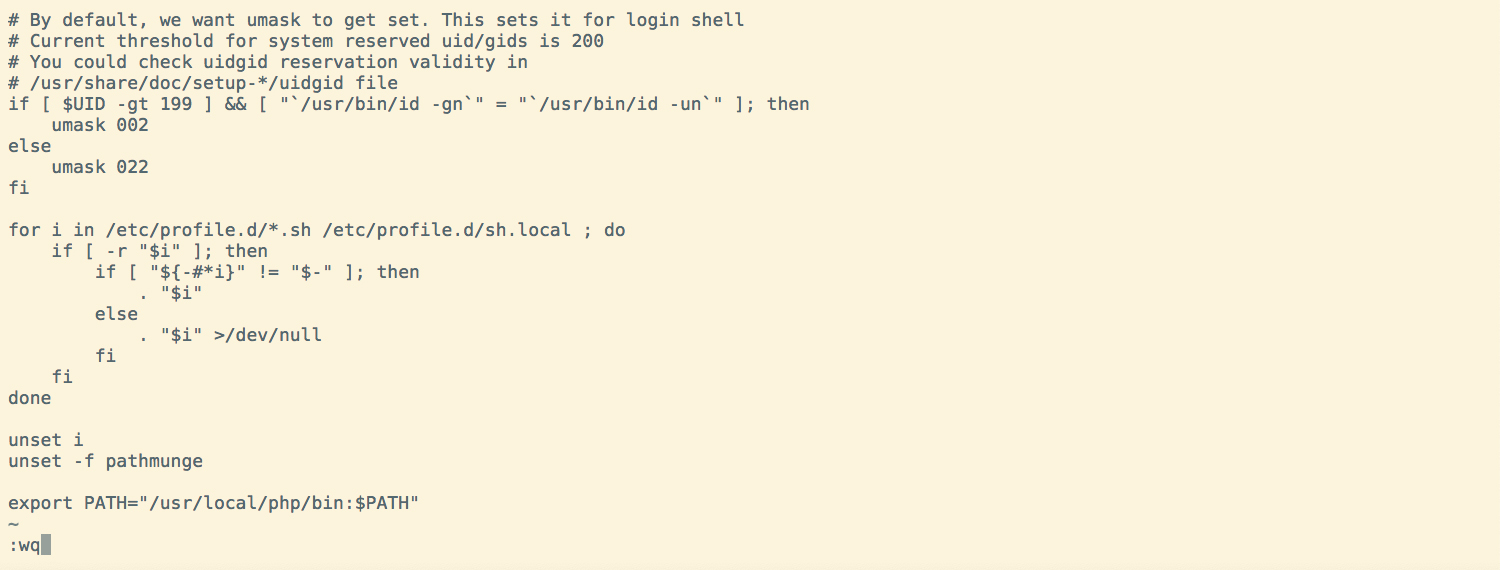 # By default, we want umask to get set. This sets it for login shell
# Current threshold for system reserved uid/gids is 200
# You could check uidgid reservation validity in
# /usr/share/doc/setup-*/uidgid file
if [ $UID -gt 199 ] && [ "`/usr/bin/id -gn`" = "`/usr/bin/id -un`" ]; then
    umask 002
else
    umask 022
fi

for i in /etc/profile.d/*.sh /etc/profile.d/sh.local ; do
    if [ -r "$i" ]; then
        if [ "${-#*i}" != "$-" ]; then
            . "$i"
        else
            . "$i" >/dev/null
        fi
    fi
done

unset i
unset -f pathmunge

export PATH="/usr/local/php/bin:$PATH"
~
:wq